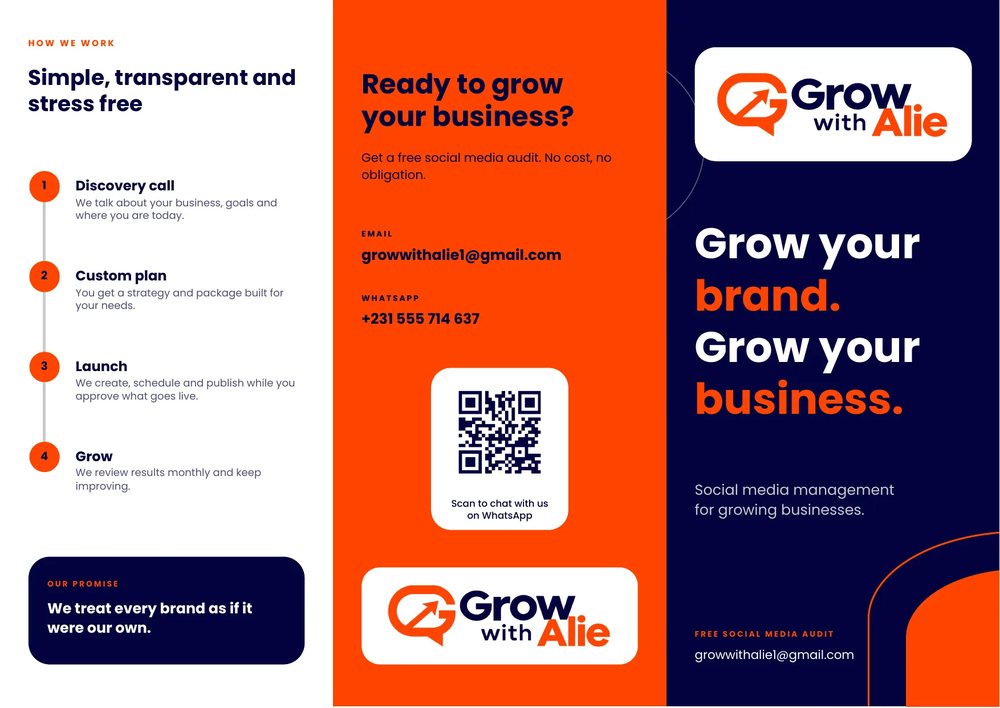 HOW WE WORK
Simple, transparent and
stress free
1
Discovery call
We talk about your business, goals and
where you are today.
2
Custom plan
You get a strategy and package built for
your needs.
3
Launch
We create, schedule and publish while you
approve what goes live.
4
Grow
We review results monthly and keep
improving.
OUR PROMISE
We treat every brand as if it
were our own.
Ready to grow
your business?
Get a free social media audit. No cost, no
obligation.
EMAIL
growwithalie1@gmail.com
WHATSAPP
+231 555 714 637
Scan to chat with us
on WhatsApp
Grow
with Alie
Grow
with Alie
Grow your
brand.
Grow your
business.
Social media management
for growing businesses.
FREE SOCIAL MEDIA AUDIT
growwithalie1@gmail.com